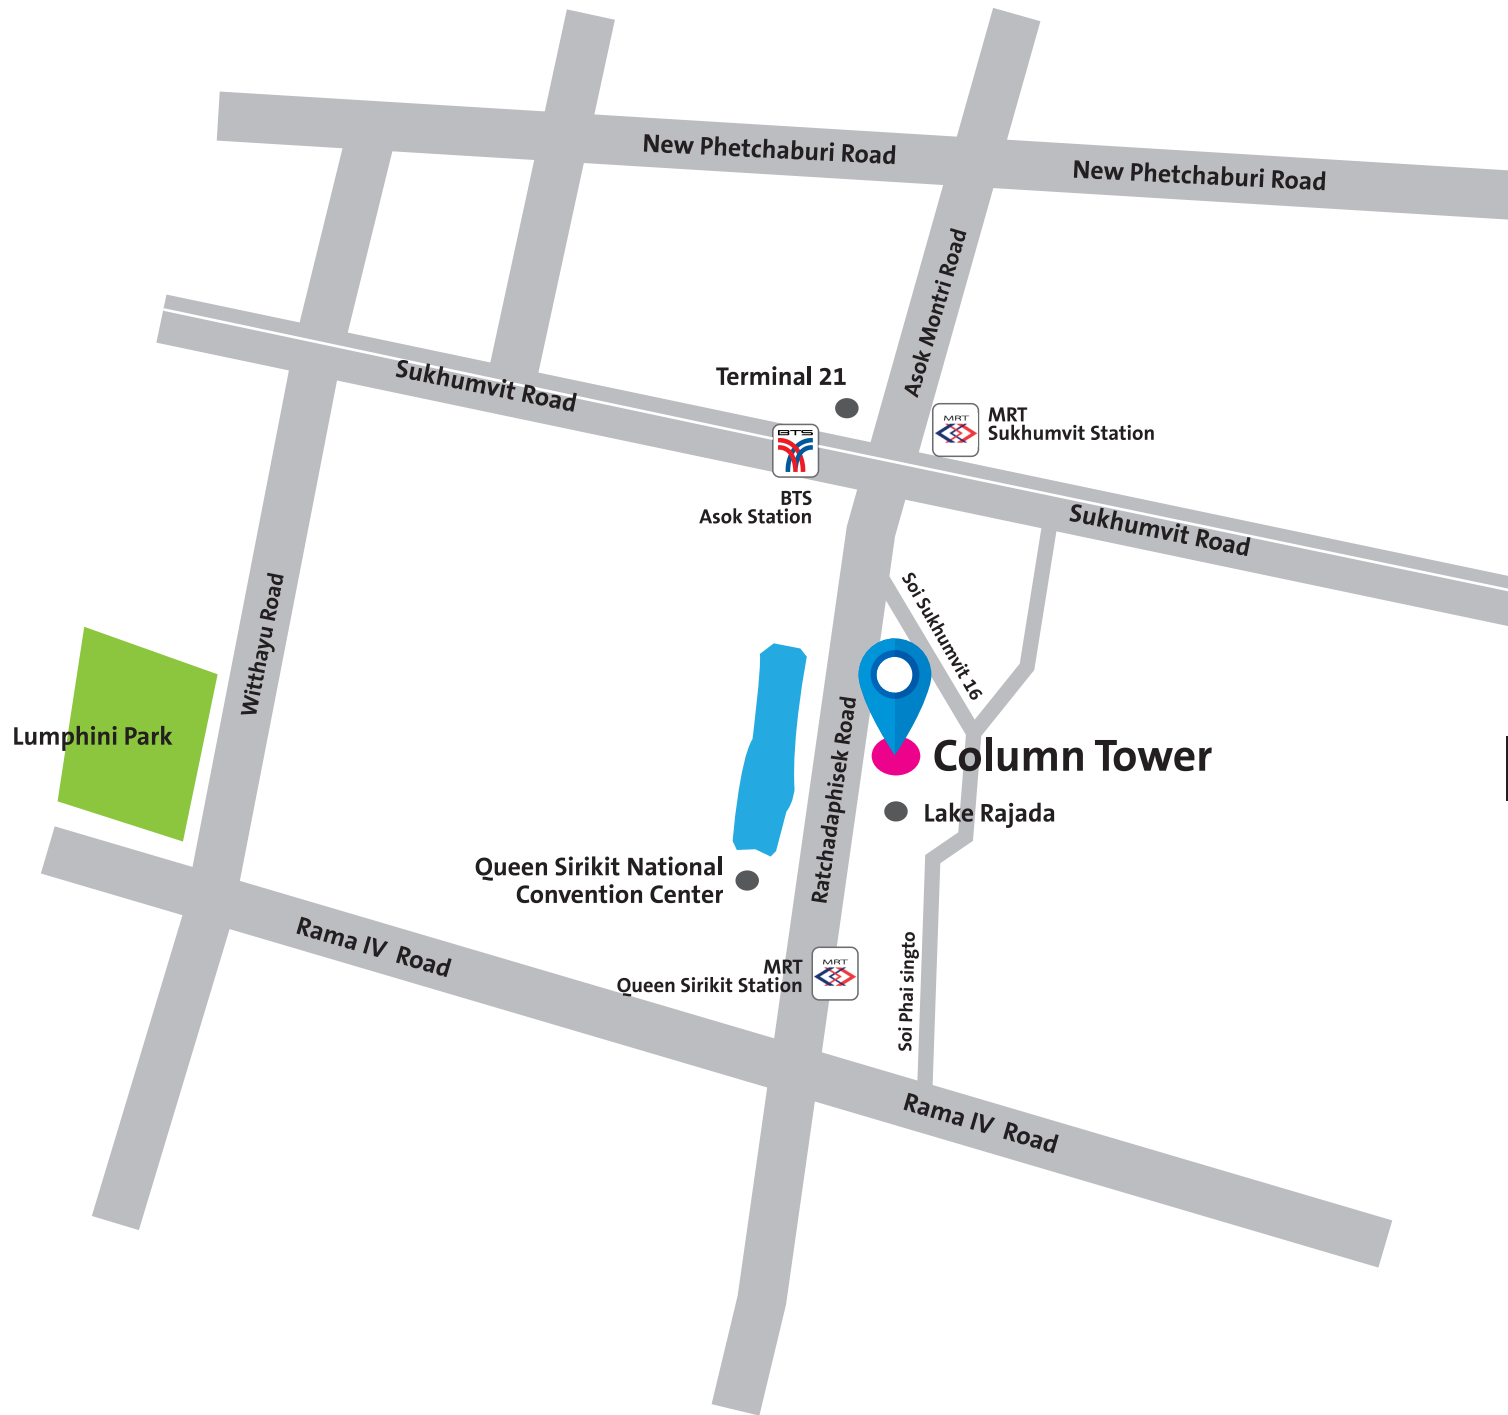 New Phetchaburi Road
New Phetchaburi Road
Asok Montri Road
Terminal 21
Sukhumvit Road
MRT
MRT
Sukhumvit Station
BTS
BTS
Asok Station
Sukhumvit Road
Soi Sukhumvit 16
Witthayu Road
Lumphini Park
Ratchadaphisek Road
Column Tower
Lake Rajada
Queen Sirikit National
Convention Center
Rama IV Road
MRT
MRT
Queen Sirikit Station
Soi Phai singto
Rama IV Road